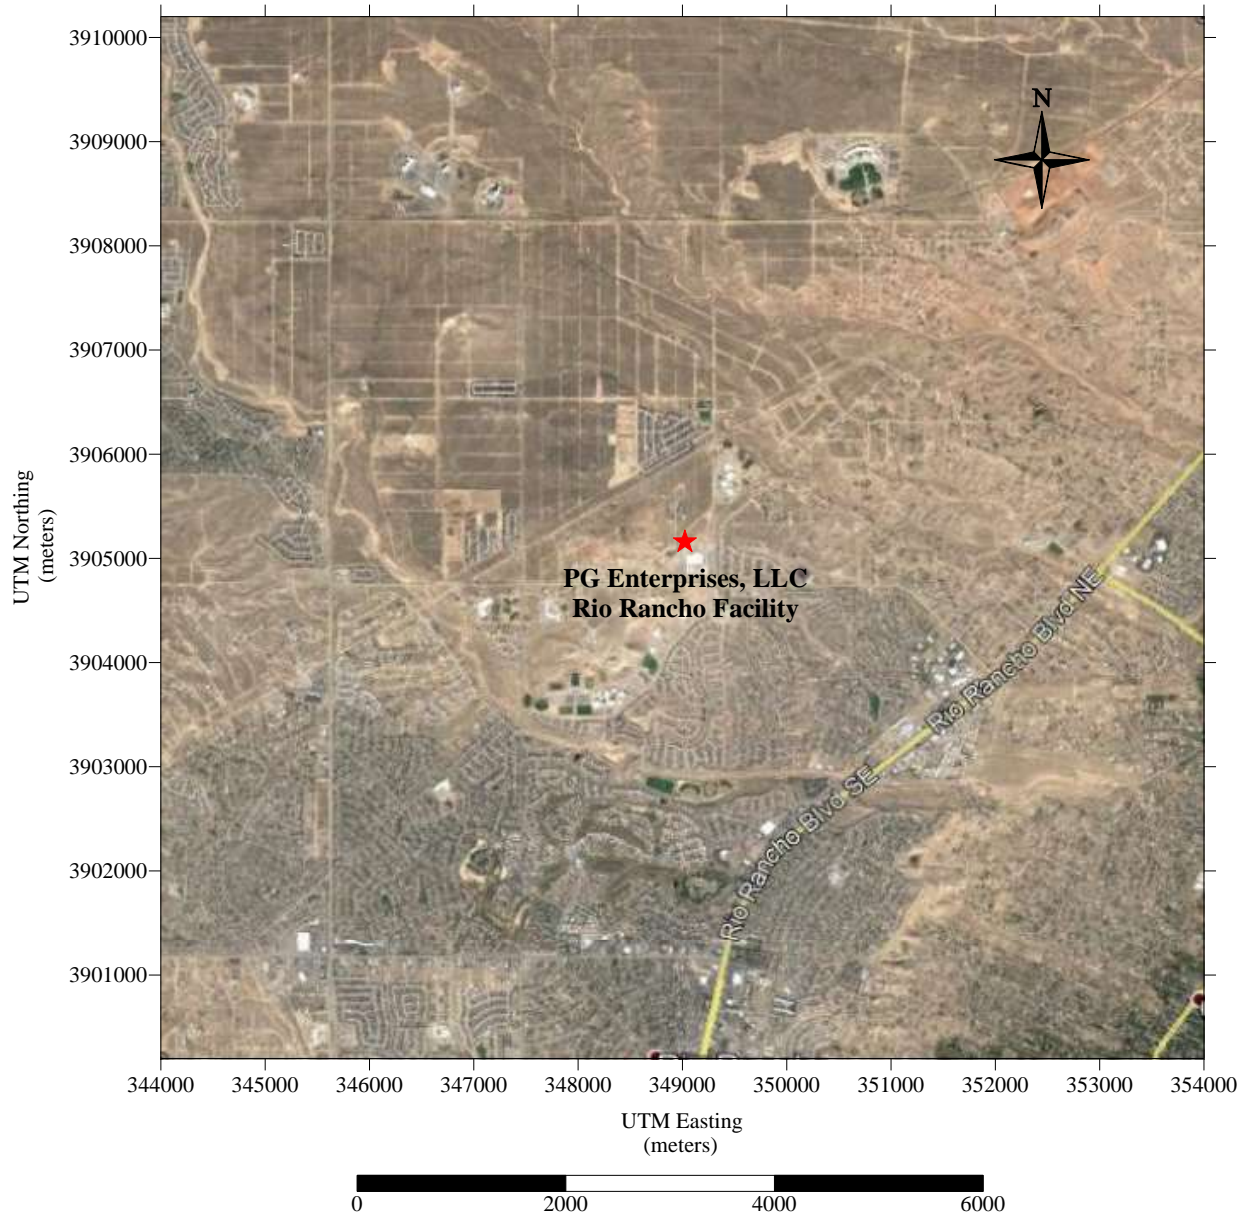 3910000
N
3909000
3908000
3907000
3906000
UTM Northing
(meters)
3905000
PG Enterprises, LLC
Rio Rancho Facility
Rio Rancho Blvd NE
3904000
3903000
Rio Rancho Blvd SE
3902000
3901000
344000 345000 346000 347000 348000 349000 350000 351000 352000 353000 354000
UTM Easting
(meters)
0 2000 4000 6000